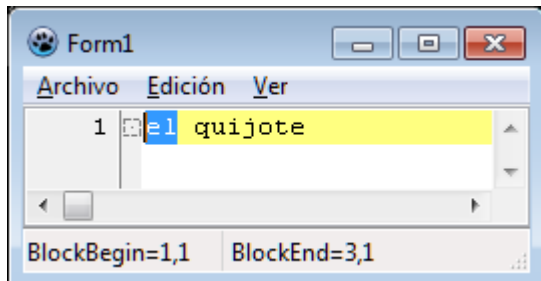 Form1
Archivo Edición Ver
1 el quijote
BlockBegin=1,1 BlockEnd=3,1